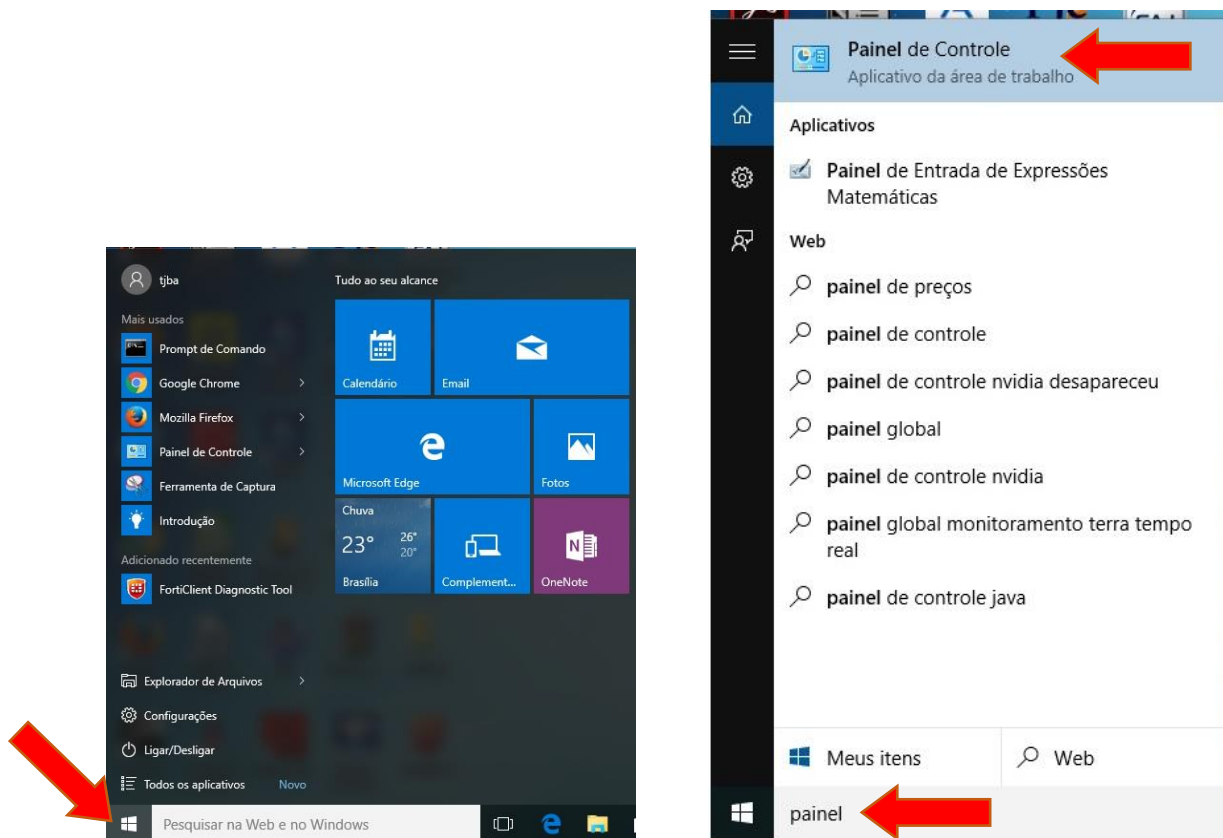 tjba
Mais usados
Prompt de Comando
Google Chrome
Mozilla Firefox
Painel de Controle
Ferramenta de Captura
Introdução
Adicionado recentemente
FortiClient Diagnostic Tool
Explorador de Arquivos
Configurações
Ligar/Desligar
Todos os aplicativos Novo
Pesquisar na Web e no Windows
Tudo ao seu alcance
Calendário Email
Microsoft Edge Fotos
Chuva
23° 26°
20°
Brasília Complement... OneNote
Painel de Controle
Aplicativo da área de trabalho
Aplicativos
Painel de Entrada de Expressões
Matemáticas
Web
painel de preços
painel de controle
painel de controle nvidia desapareceu
painel global
painel de controle nvidia
painel global monitoramento terra tempo
real
painel de controle java
Meus itens Web
painel